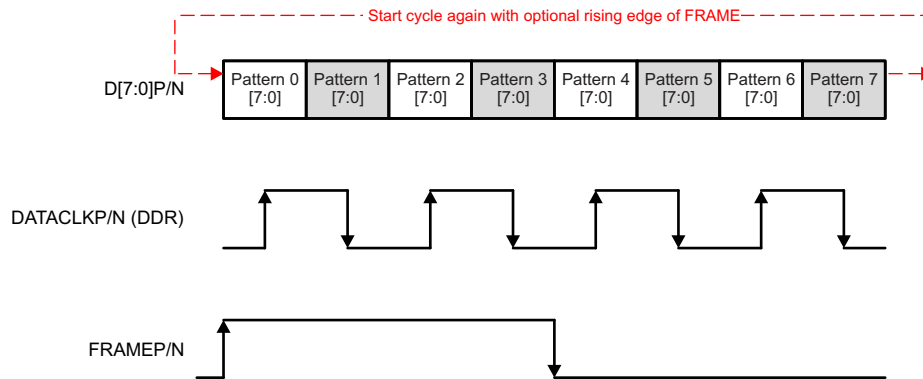 Start cycle again with optional rising edge of FRAME
D[7:0]P/N
Pattern 0
[7:0]
Pattern 1
[7:0]
Pattern 2
[7:0]
Pattern 3
[7:0]
Pattern 4
[7:0]
Pattern 5
[7:0]
Pattern 6
[7:0]
Pattern 7
[7:0]
DATACLKP/N (DDR)
FRAMEP/N